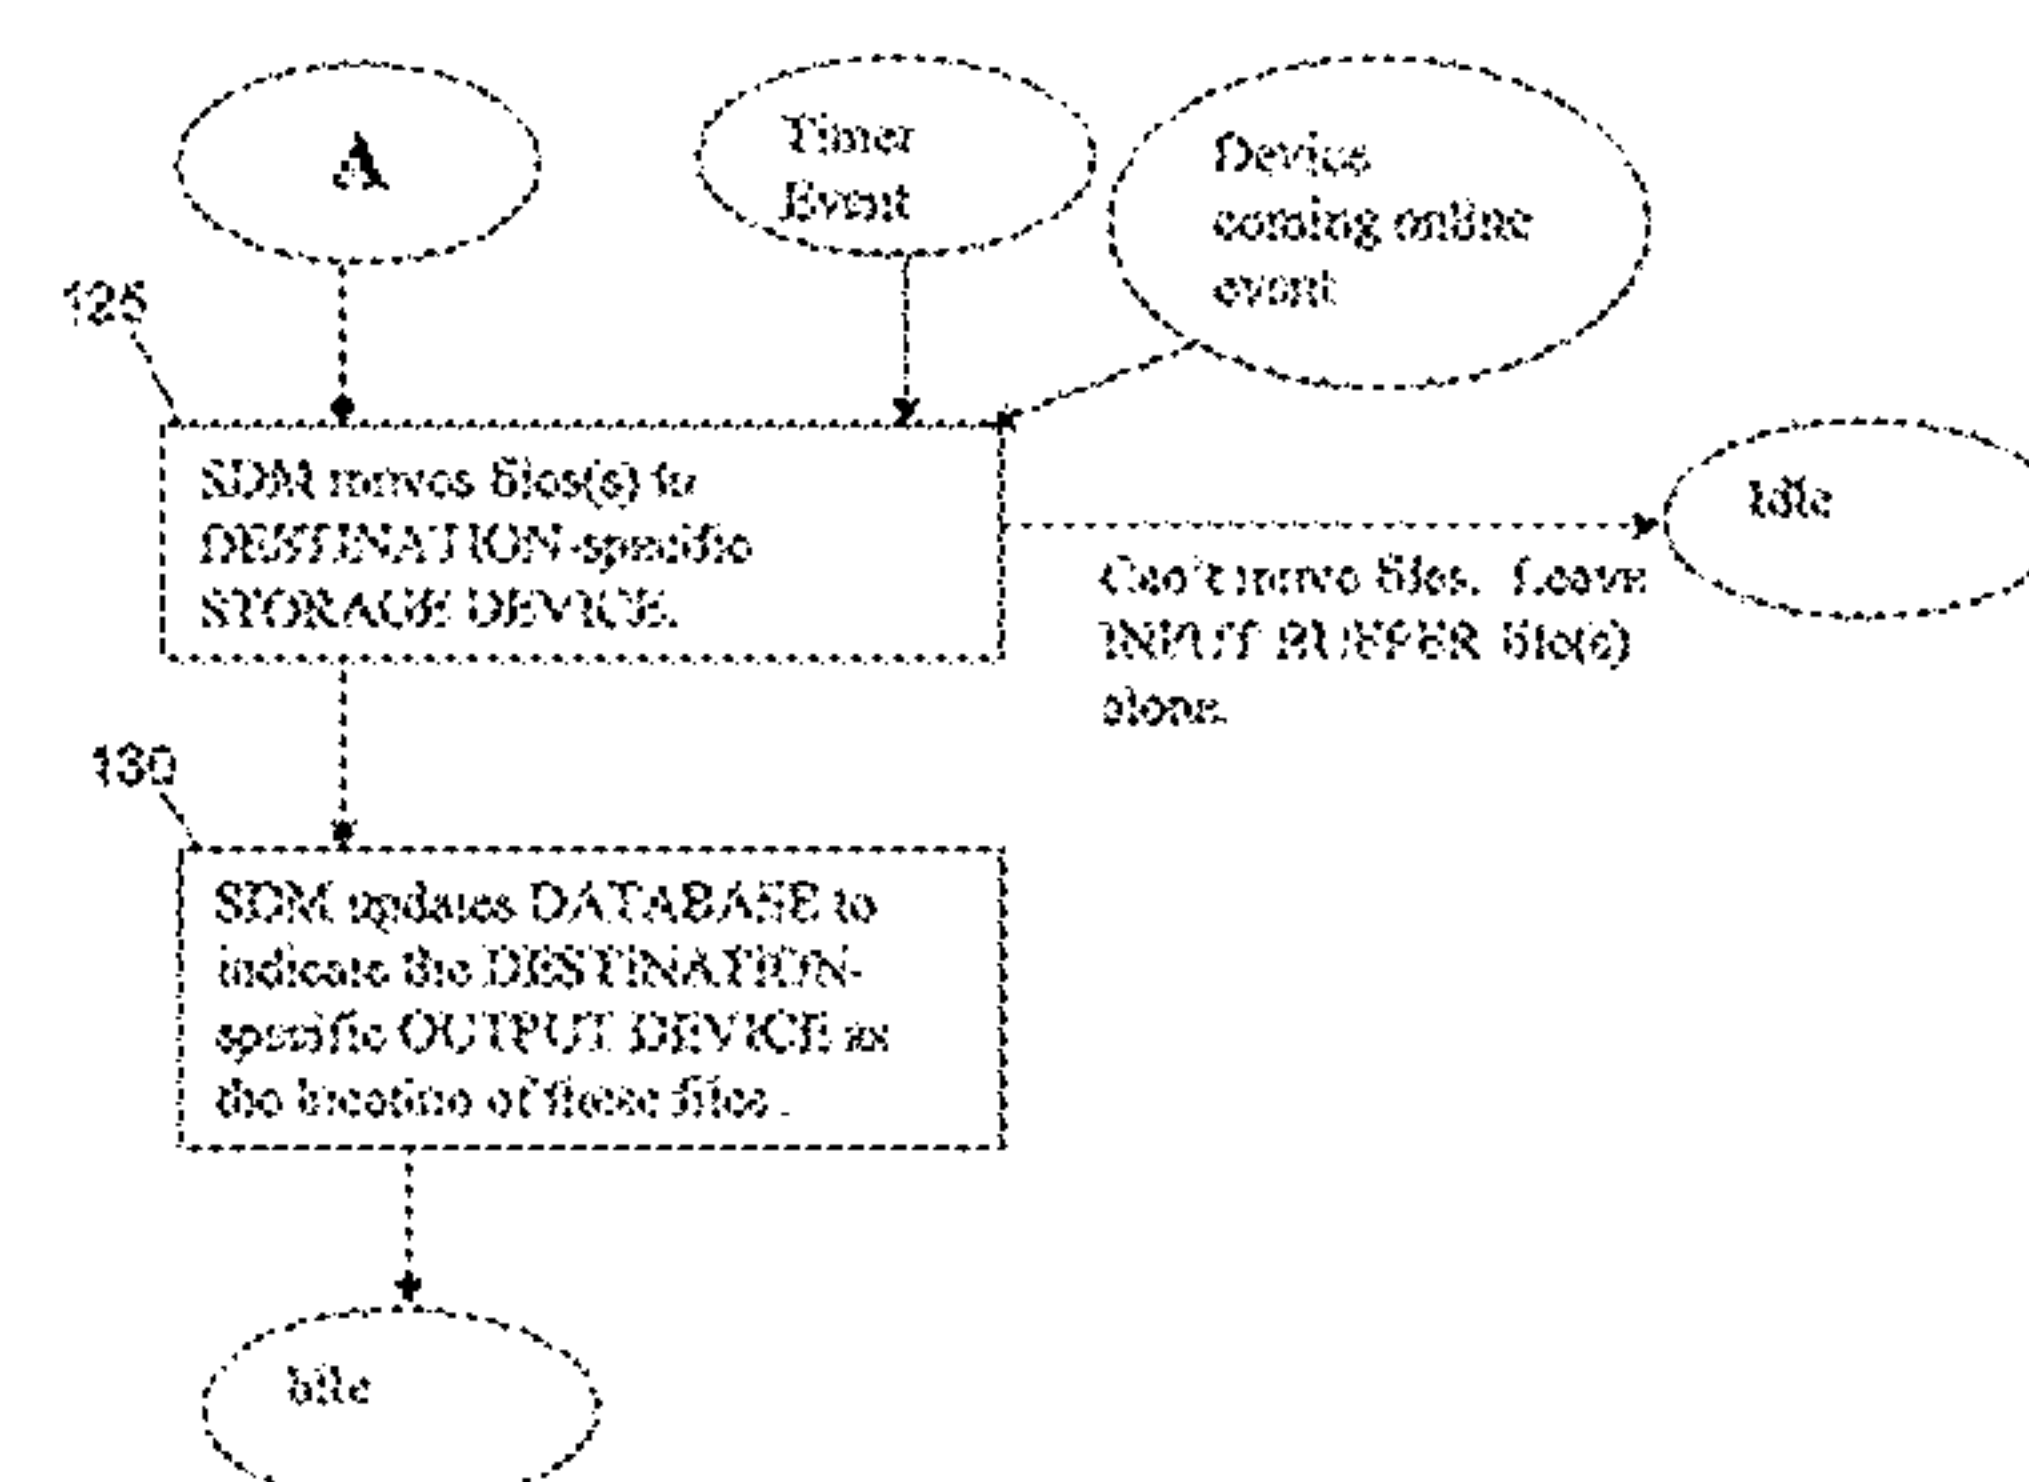 A
Timer
Event
Device
coming online
event
125
SDM moves files(s) to
DESTINATION-specific
STORAGE DEVICE.
Idle
Can't move files. Leave
INPUT BUFFER file(s)
alone.
130
SDM updates DATABASE to
indicate the DESTINATION-
specific OUTPUT DEVICE as
the location of these files.
Idle